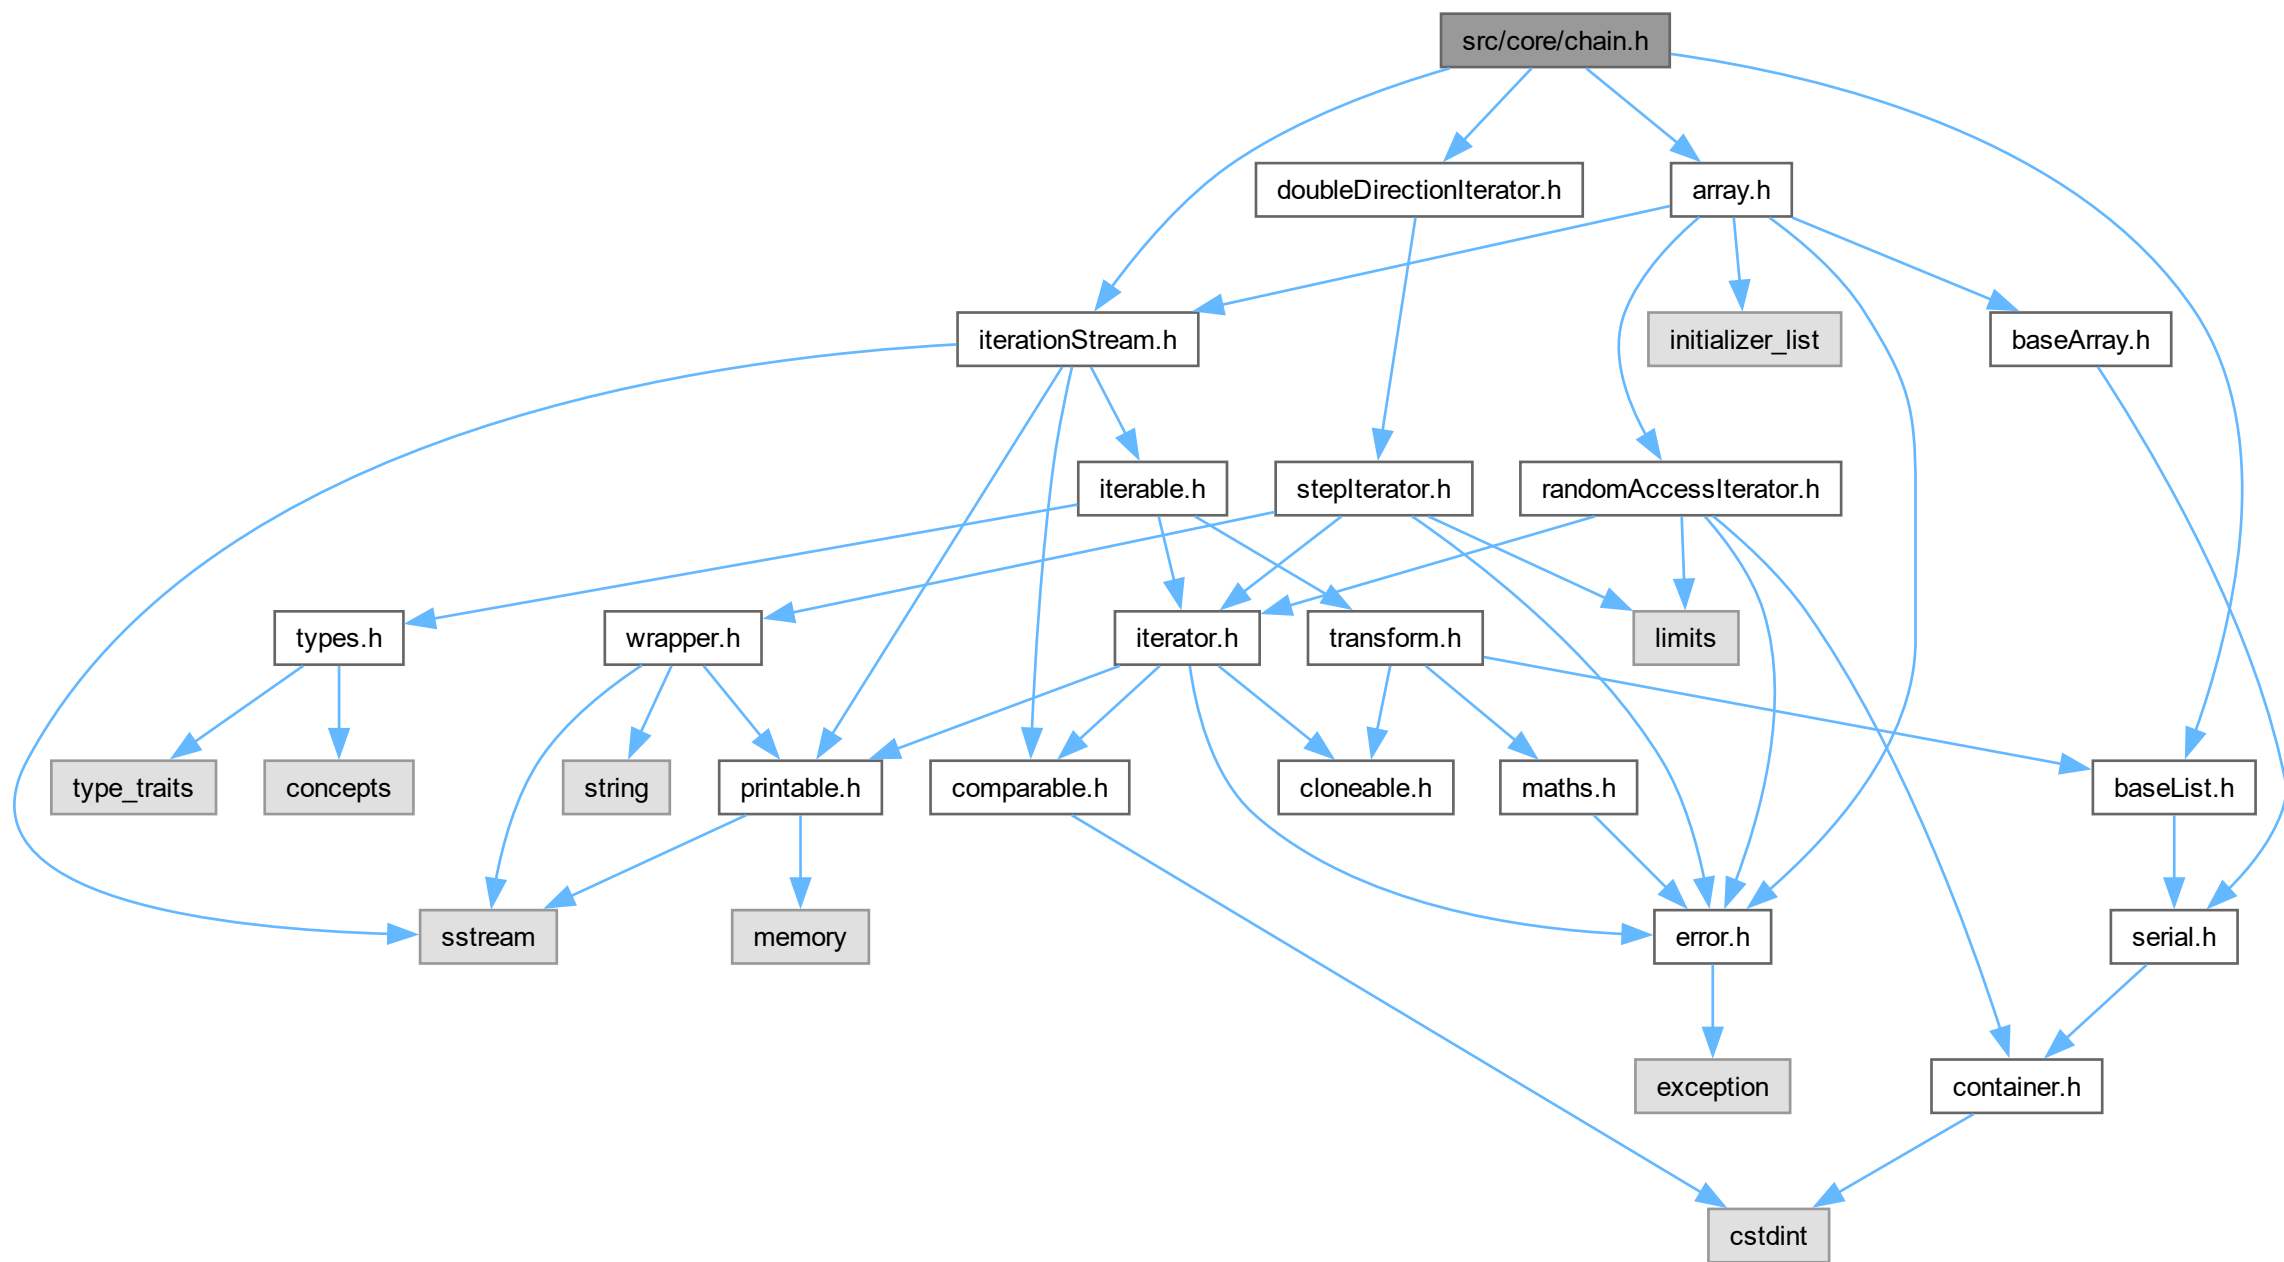 src/core/chain.h
doubleDirectionIterator.h
array.h
iterationStream.h
initializer_list
baseArray.h
iterable.h
stepIterator.h
randomAccessIterator.h
types.h
wrapper.h
iterator.h
transform.h
limits
type_traits
concepts
string
printable.h
comparable.h
cloneable.h
maths.h
baseList.h
sstream
memory
error.h
serial.h
exception
container.h
cstdint